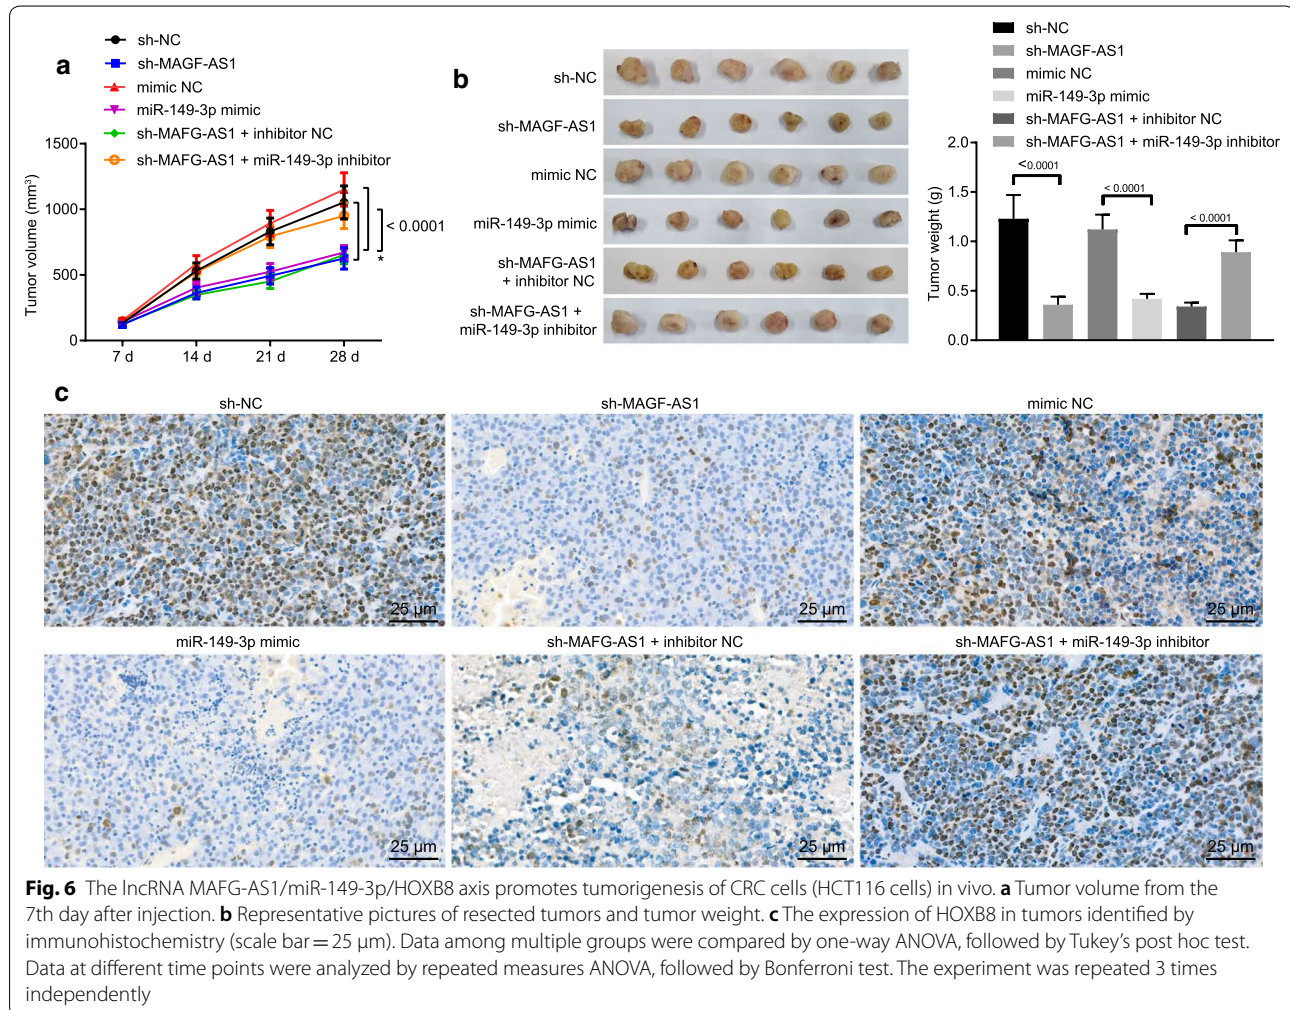 a
sh-NC
sh-MAGF-AS1
mimic NC
miR-149-3p mimic
sh-MAFG-AS1 + inhibitor NC
sh-MAFG-AS1 + miR-149-3p inhibitor
Tumor volume (mm³)
1500
1000
500
0
7 d
14 d
21 d
28 d
< 0.0001
*
b
sh-NC
sh-MAGF-AS1
mimic NC
miR-149-3p mimic
sh-MAFG-AS1
+ inhibitor NC
sh-MAFG-AS1 +
miR-149-3p inhibitor
sh-NC
sh-MAGF-AS1
mimic NC
miR-149-3p mimic
sh-MAFG-AS1 + inhibitor NC
sh-MAFG-AS1 + miR-149-3p inhibitor
Tumor weight (g)
2.0
1.5
1.0
0.5
0.0
<0.0001
<0.0001
<0.0001
c
sh-NC
sh-MAGF-AS1
mimic NC
25 µm
25 µm
25 µm
miR-149-3p mimic
sh-MAFG-AS1 + inhibitor NC
sh-MAFG-AS1 + miR-149-3p inhibitor
25 µm
25 µm
25 µm
Fig. 6 The lncRNA MAFG-AS1/miR-149-3p/HOXB8 axis promotes tumorigenesis of CRC cells (HCT116 cells) in vivo. a Tumor volume from the
7th day after injection. b Representative pictures of resected tumors and tumor weight. c The expression of HOXB8 in tumors identified by
immunohistochemistry (scale bar = 25 µm). Data among multiple groups were compared by one-way ANOVA, followed by Tukey's post hoc test.
Data at different time points were analyzed by repeated measures ANOVA, followed by Bonferroni test. The experiment was repeated 3 times
independently